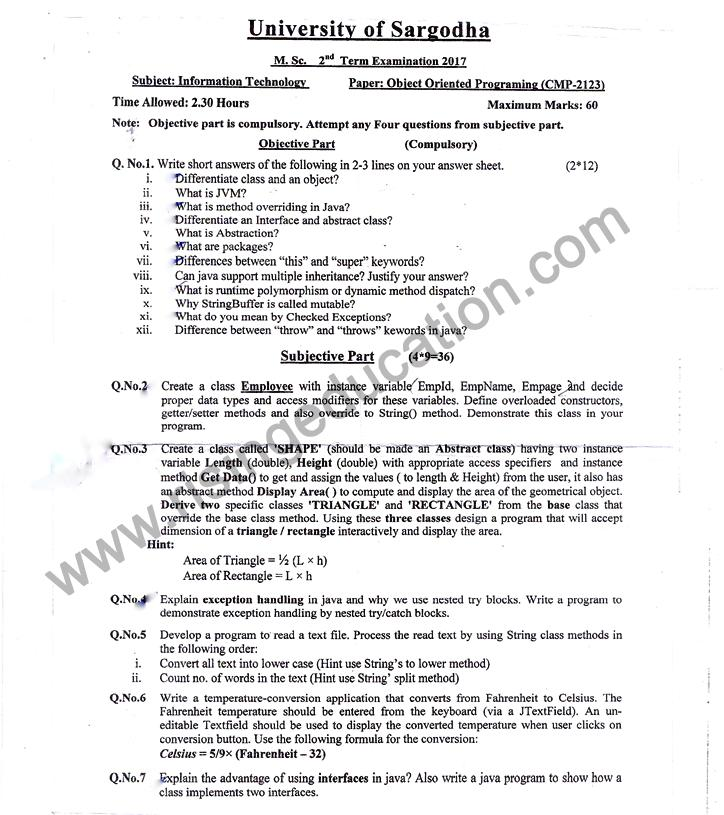 University of Sargodha
M. Sc. 2nd Term Examination 2017
Subject: Information Technology Paper: Object Oriented Programing (CMP-2123)
Time Allowed: 2.30 Hours Maximum Marks: 60
Note: Objective part is compulsory. Attempt any Four questions from subjective part.
Objective Part (Compulsory)
Q. No.1. Write short answers of the following in 2-3 lines on your answer sheet. (2*12)
i. Differentiate class and an object?
ii. What is JVM?
iii. What is method overriding in Java?
iv. Differentiate an Interface and abstract class?
v. What is Abstraction?
vi. What are packages?
vii. Differences between “this” and “super” keywords?
viii. Can java support multiple inheritance? Justify your answer?
ix. What is runtime polymorphism or dynamic method dispatch?
x. Why StringBuffer is called mutable?
xi. What do you mean by Checked Exceptions?
xii. Difference between “throw” and “throws” kewords in java?
Subjective Part (4*9=36)
Q.No.2 Create a class Employee with instance variable EmpId, EmpName, Empage and decide
proper data types and access modifiers for these variables. Define overloaded constructors,
getter/setter methods and also override to String() method. Demonstrate this class in your
program.
Q.No.3 Create a class called 'SHAPE' (should be made an Abstract class) having two instance
variable Length (double), Height (double) with appropriate access specifiers and instance
method Get Data() to get and assign the values ( to length & Height) from the user, it also has
an abstract method Display Area( ) to compute and display the area of the geometrical object.
Derive two specific classes 'TRIANGLE' and 'RECTANGLE' from the base class that
override the base class method. Using these three classes design a program that will accept
dimension of a triangle / rectangle interactively and display the area.
Hint:
Area of Triangle = ½ (L × h)
Area of Rectangle = L × h
Q.No.4 Explain exception handling in java and why we use nested try blocks. Write a program to
demonstrate exception handling by nested try/catch blocks.
Q.No.5 Develop a program to read a text file. Process the read text by using String class methods in
the following order:
i. Convert all text into lower case (Hint use String’s to lower method)
ii. Count no. of words in the text (Hint use String’ split method)
Q.No.6 Write a temperature-conversion application that converts from Fahrenheit to Celsius. The
Fahrenheit temperature should be entered from the keyboard (via a JTextField). An un-
editable Textfield should be used to display the converted temperature when user clicks on
conversion button. Use the following formula for the conversion:
Celsius = 5/9× (Fahrenheit – 32)
Q.No.7 Explain the advantage of using interfaces in java? Also write a java program to show how a
class implements two interfaces.
www.risingeducation.com